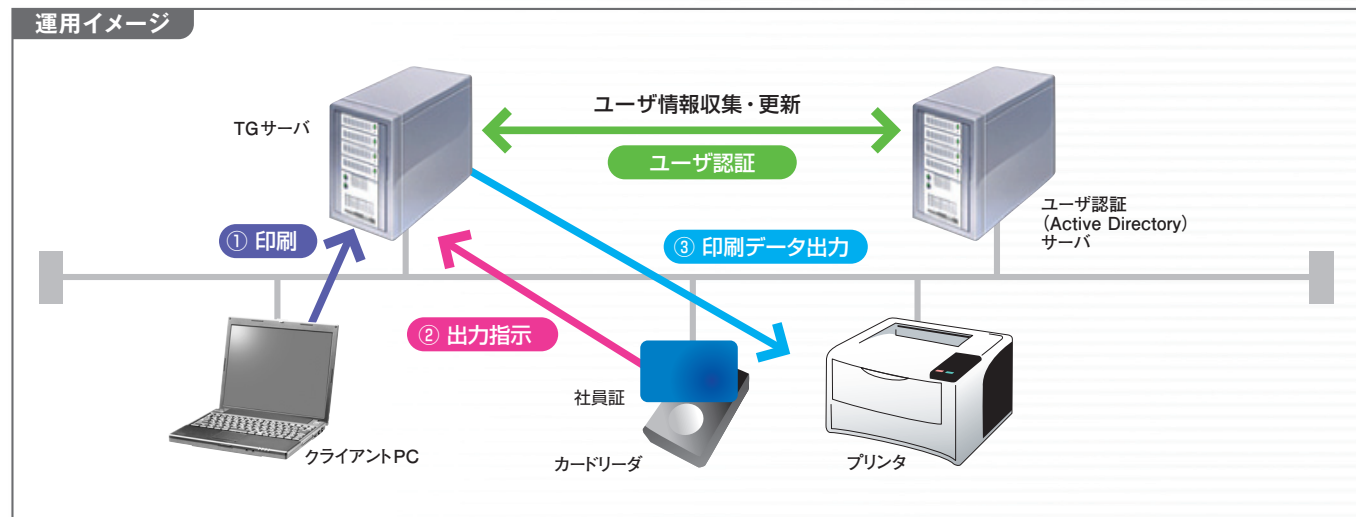 運用イメージ
ユーザ情報収集・更新
TGサーバ
ユーザ認証
ユーザ認証
(Active Directory)
サーバ
① 印刷
③ 印刷データ出力
② 出力指示
社員証
クライアントPC
カードリーダ
プリンタ